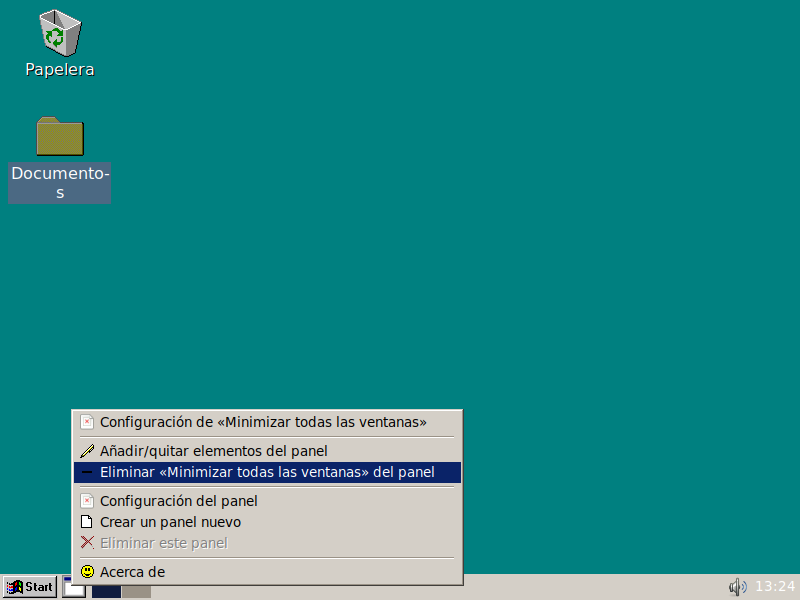 Papelera
Documento-
s
Configuración de «Minimizar todas las ventanas»
Añadir/quitar elementos del panel
Eliminar «Minimizar todas las ventanas» del panel
Configuración del panel
Crear un panel nuevo
Eliminar este panel
Acerca de
Start
13:24